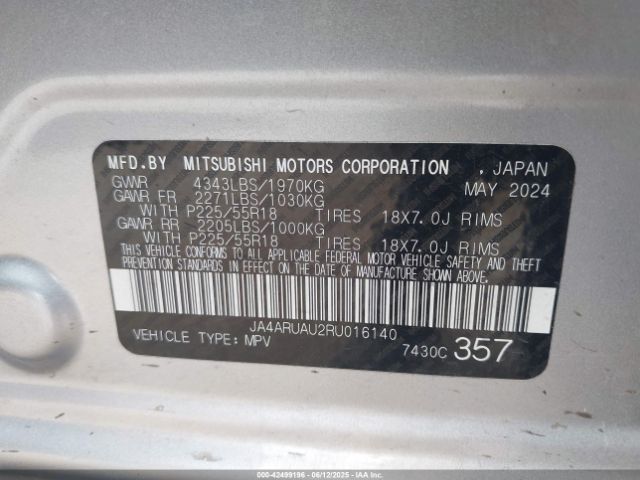 MFD.BY MITSUBISHI MOTORS CORPORATION , JAPAN
GVWR 4343LBS/1970KG MAY 2024
GAWR FR 2271LBS/1030KG
WITH P225/55R18 TIRES 18X7.0J RIMS
GAWR RR 2205LBS/1000KG
WITH P225/55R18 TIRES 18X7.0J RIMS
THIS VEHICLE CONFORMS TO ALL APPLICABLE FEDERAL MOTOR VEHICLE SAFETY AND THEFT
PREVENTION STANDARDS IN EFFECT ON THE DATE OF MANUFACTURE SHOWN ABOVE.
JA4ARUAU2RU016140
VEHICLE TYPE:MPV 7430C 357
000-42499196 - 06/12/2025 - IAAI.COM